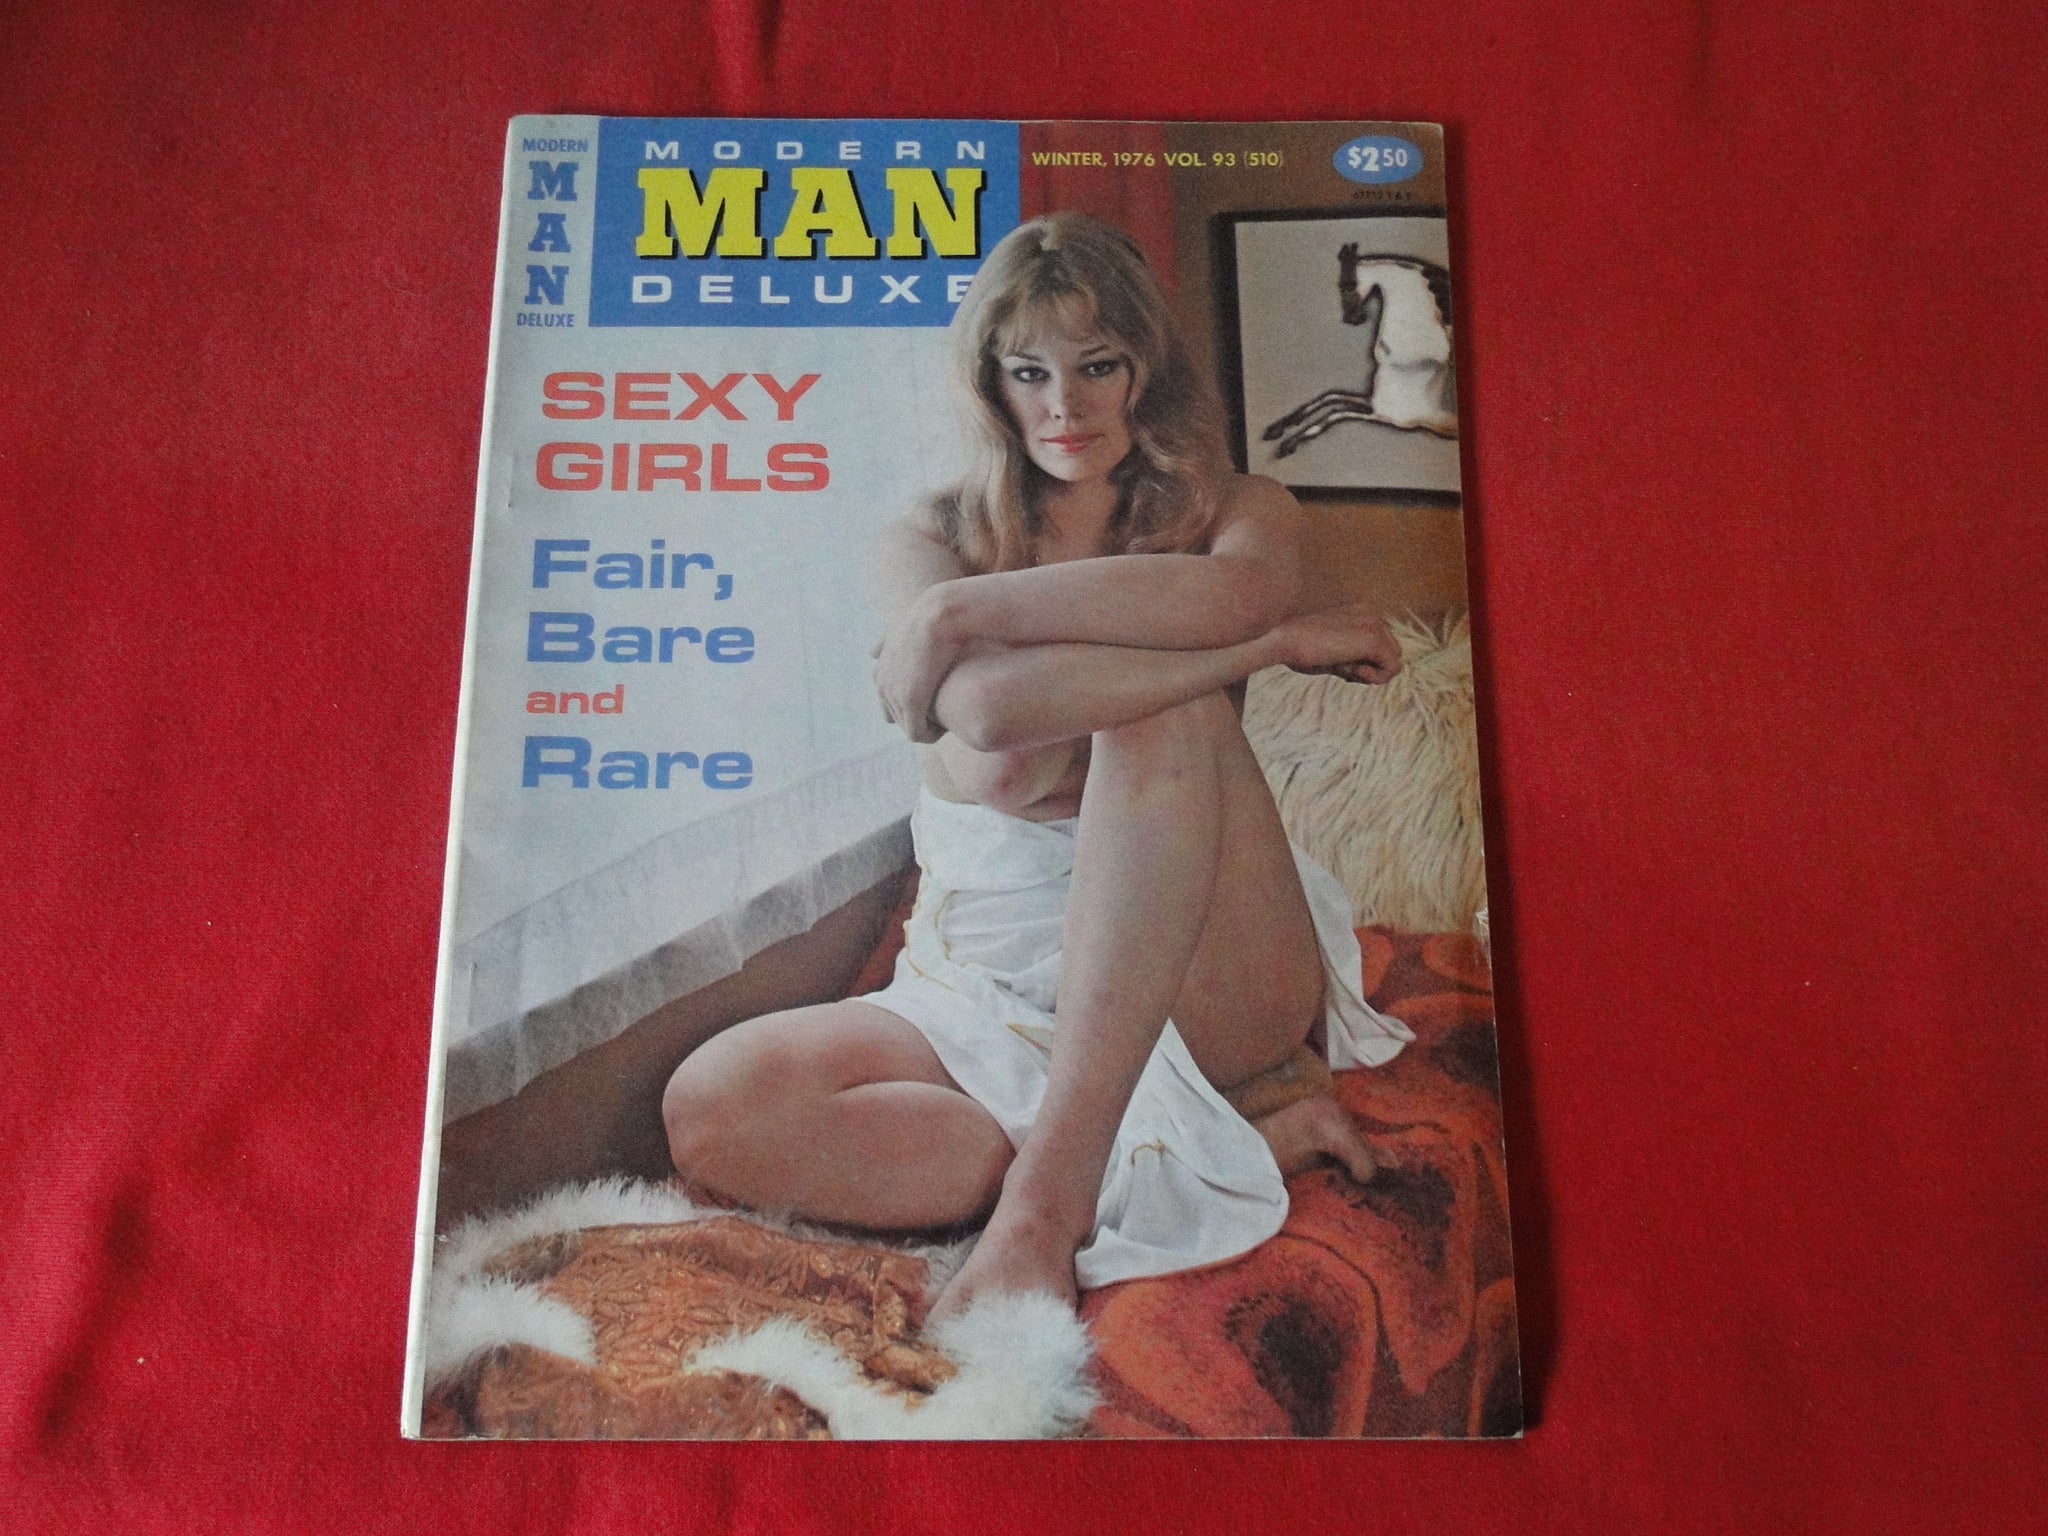 MODERN
MAN
DELUXE
MODERN
MAN
DELUXE
WINTER, 1976 VOL. 93 (510)
$2.50
SEXY
GIRLS
Fair,
Bare
and
Rare